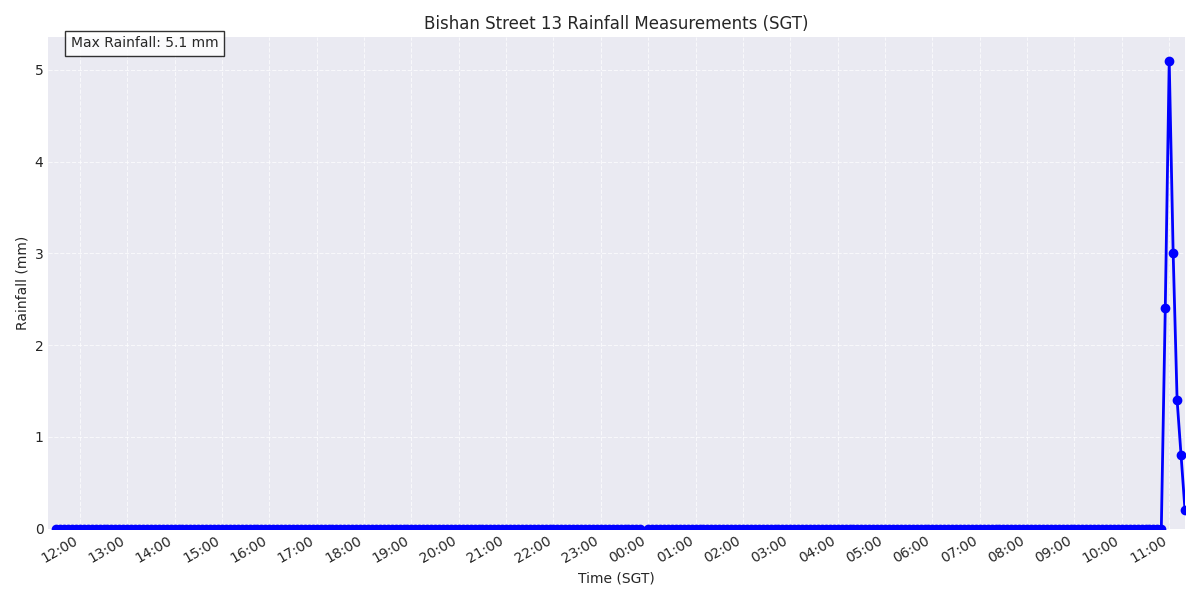 Bishan Street 13 Rainfall Measurements (SGT)
Max Rainfall: 5.1 mm
5
4
3
2
1
0
Rainfall (mm)
12:00 13:00 14:00 15:00 16:00 17:00 18:00 19:00 20:00 21:00 22:00 23:00 00:00 01:00 02:00 03:00 04:00 05:00 06:00 07:00 08:00 09:00 10:00 11:00
Time (SGT)